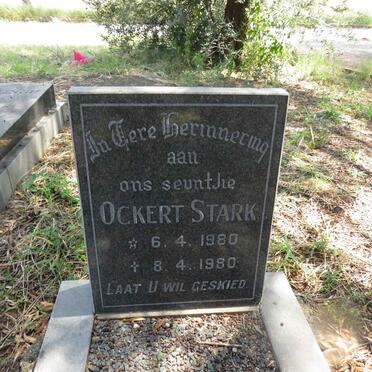 In Tere Herinnering
aan
ons seuntjie
OCKERT STARK
☆ 6. 4. 1980
✝ 8. 4. 1980
LAAT U WIL GESKIED.